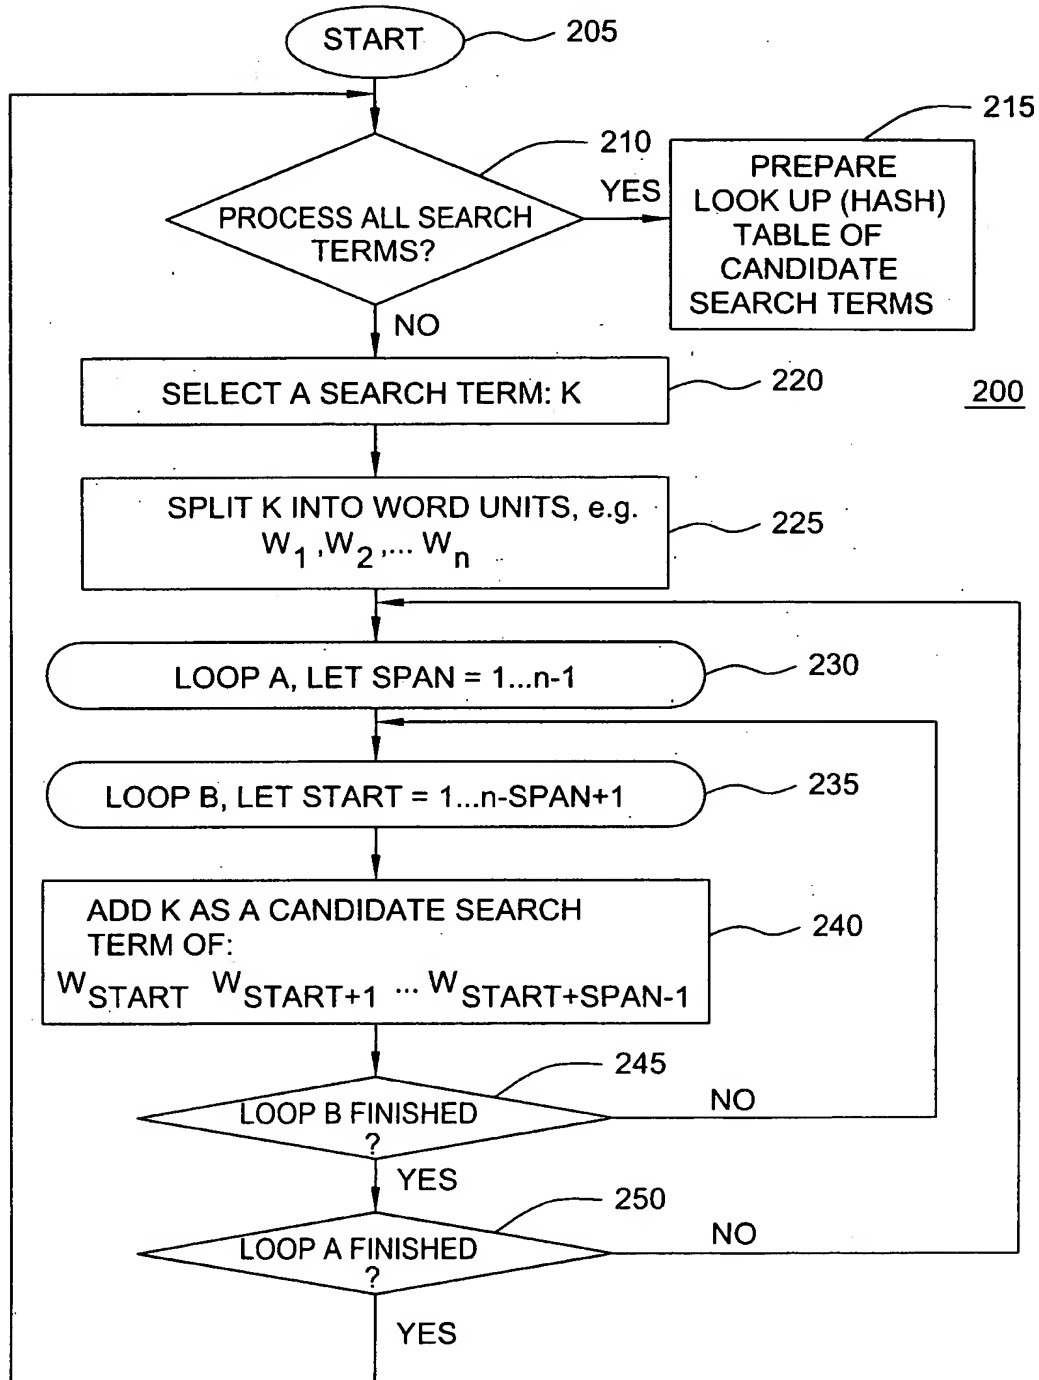 START
205
215
210
PROCESS ALL SEARCH
TERMS?
YES
PREPARE
LOOK UP (HASH)
TABLE OF
CANDIDATE
SEARCH TERMS
NO
SELECT A SEARCH TERM: K
220
200
SPLIT K INTO WORD UNITS, e.g.
W1,W2,... Wn
225
LOOP A, LET SPAN = 1...n-1
230
LOOP B, LET START = 1...n-SPAN+1
235
ADD K AS A CANDIDATE SEARCH
TERM OF:
WSTART WSTART+1 ... WSTART+SPAN-1
240
245
LOOP B FINISHED
?
NO
YES
250
LOOP A FINISHED
?
NO
YES